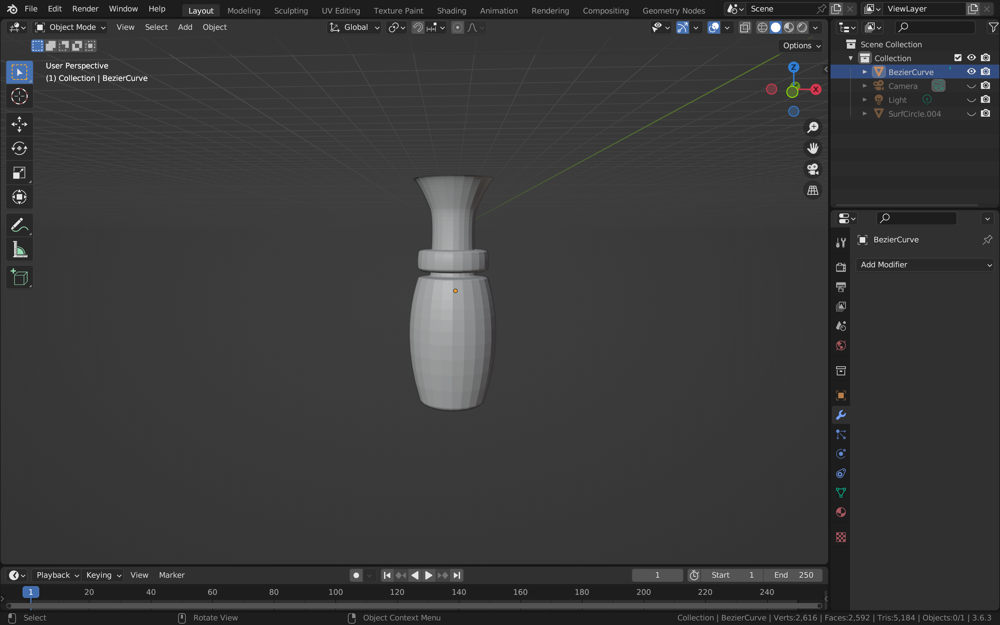 File Edit Render Window Help Layout Modeling Sculpting UV Editing Texture Paint Shading Animation Rendering Compositing Geometry Nodes Scene ViewLayer
Object Mode View Select Add Object Global
Options
User Perspective
(1) Collection | BezierCurve
Z
X
Scene Collection
Collection
BezierCurve
Camera
Light
SurfCircle.004
BezierCurve
Add Modifier
Playback Keying View Marker 1 Start 1 End 250
1 20 40 60 80 100 120 140 160 180 200 220 240
Select Rotate View Object Context Menu Collection | BezierCurve | Verts:2,616 | Faces:2,592 | Tris:5,184 | Objects:0/1 | 3.6.3